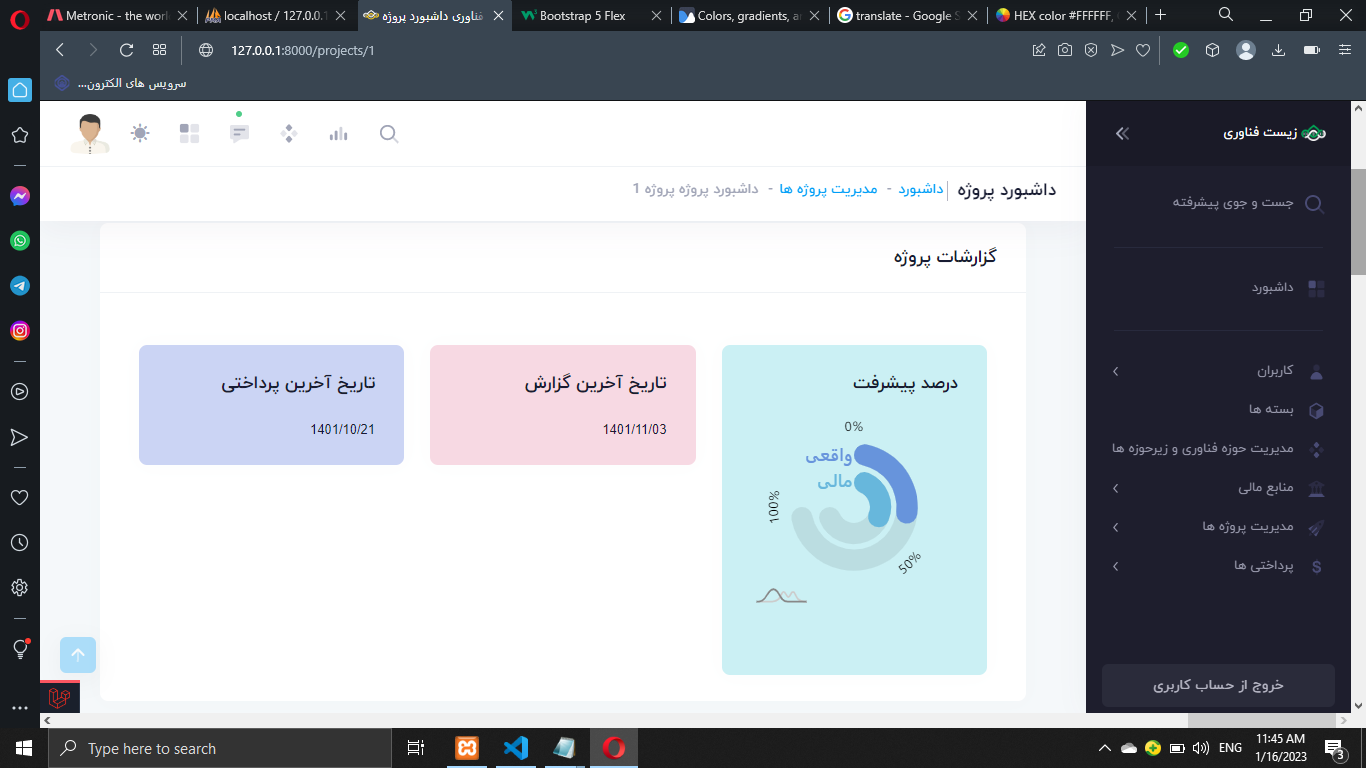 Metronic - the worl
localhost / 127.0.0.1
فناوری داشبورد پروژه
Bootstrap 5 Flex
Colors, gradients, an
translate - Google S
HEX color #FFFFFF,
127.0.0.1:8000/projects/1
سرویس های الکترون...
زیست فناوری
جست و جوی پیشرفته
داشبورد
کاربران
بسته ها
مدیریت حوزه فناوری و زیرحوزه ها
منابع مالی
مدیریت پروژه ها
پرداختی ها
خروج از حساب کاربری
داشبورد پروژه
داشبورد - مدیریت پروژه ها - داشبورد پروژه پروژه 1
گزارشات پروژه
درصد پیشرفت
0%
واقعی
مالی
100%
50%
تاریخ آخرین گزارش
1401/11/03
تاریخ آخرین پرداختی
1401/10/21
Type here to search
ENG
11:45 AM
1/16/2023
3